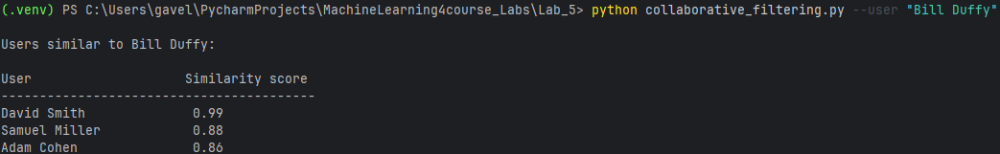 (.venv) PS C:\Users\gavel\PycharmProjects\MachineLearning4course_Labs\Lab_5> python collaborative_filtering.py --user "Bill Duffy"
Users similar to Bill Duffy:
User                    Similarity score
-----------------------------------------
David Smith              0.99
Samuel Miller            0.88
Adam Cohen               0.86